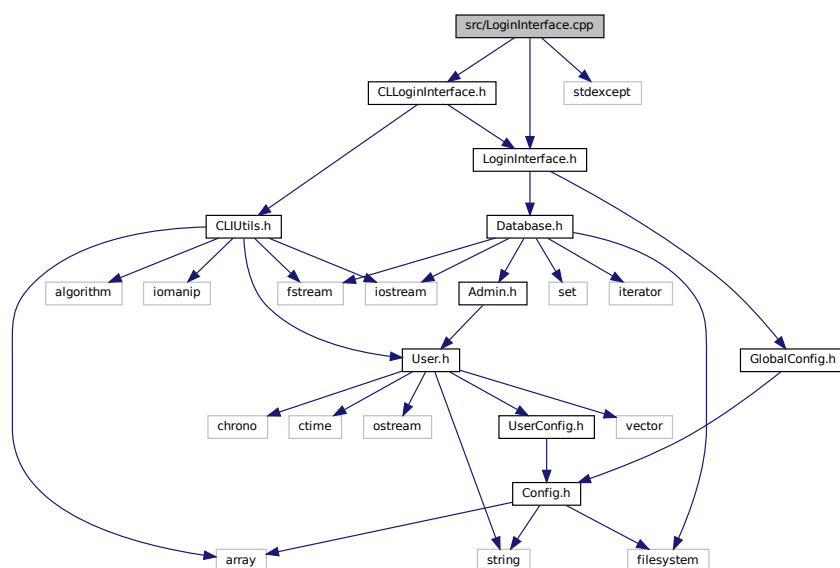 src/LoginInterface.cpp
CLLoginInterface.h
stdexcept
LoginInterface.h
CLIUtils.h
Database.h
algorithm
iomanip
fstream
iostream
Admin.h
set
iterator
User.h
GlobalConfig.h
chrono
ctime
ostream
UserConfig.h
vector
Config.h
array
string
filesystem